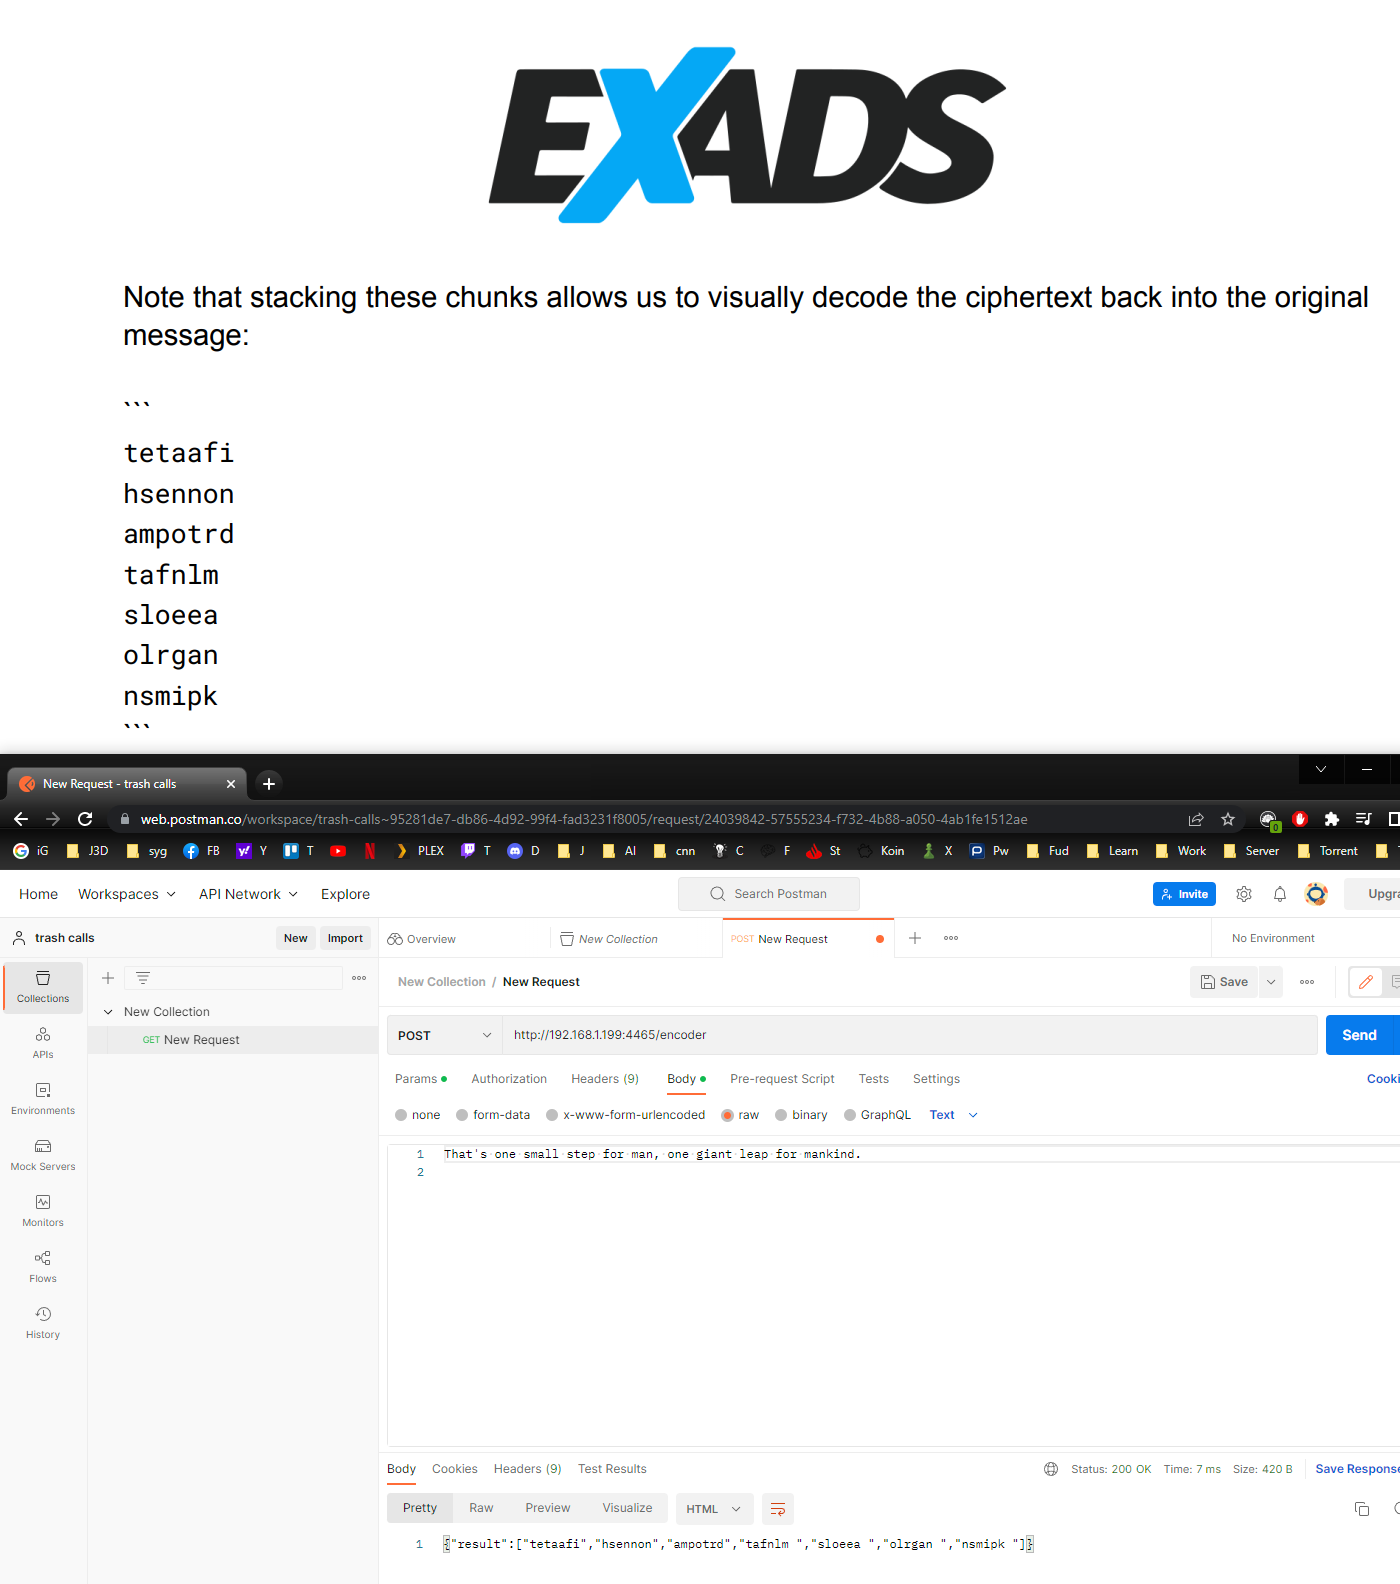 EXADS
Note that stacking these chunks allows us to visually decode the ciphertext back into the original
message:
```
tetaafi
hsennon
ampotrd
tafnlm
sloeea
olrgan
nsmipk
```
New Request - trash calls
web.postman.co/workspace/trash-calls~95281de7-db86-4d92-99f4-fad3231f8005/request/24039842-57555234-f732-4b88-a050-4ab1fe1512ae
0
iG J3D syg FB Y T PLEX T D J AI cnn C F St Koin X Pw Fud Learn Work Server Torrent
Home Workspaces API Network Explore Search Postman Invite Upgra
trash calls New Import Overview New Collection POST New Request No Environment
Collections
New Collection / New Request Save
New Collection
GET New Request
APIs
Environments
Mock Servers
Monitors
Flows
History
POST http://192.168.1.199:4465/encoder Send
Params Authorization Headers (9) Body Pre-request Script Tests Settings Cooki
none form-data x-www-form-urlencoded raw binary GraphQL Text
1 That's one small step for man, one giant leap for mankind.
2
Body Cookies Headers (9) Test Results Status: 200 OK Time: 7 ms Size: 420 B Save Response
Pretty Raw Preview Visualize HTML
1 {"result":["tetaafi","hsennon","ampotrd","tafnlm ","sloeea ","olrgan ","nsmipk "]}